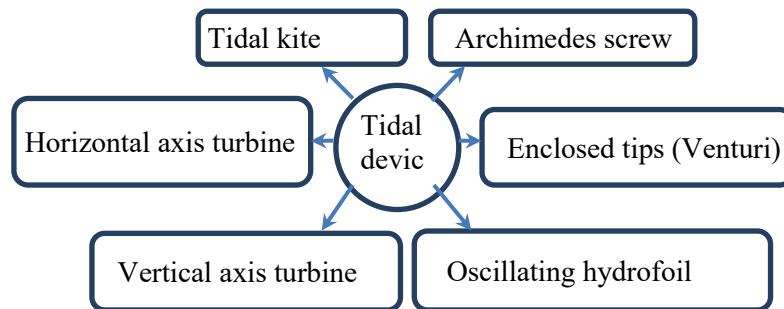 Tidal kite
Archimedes screw
Horizontal axis turbine
Tidal
devic
Enclosed tips (Venturi)
Vertical axis turbine
Oscillating hydrofoil